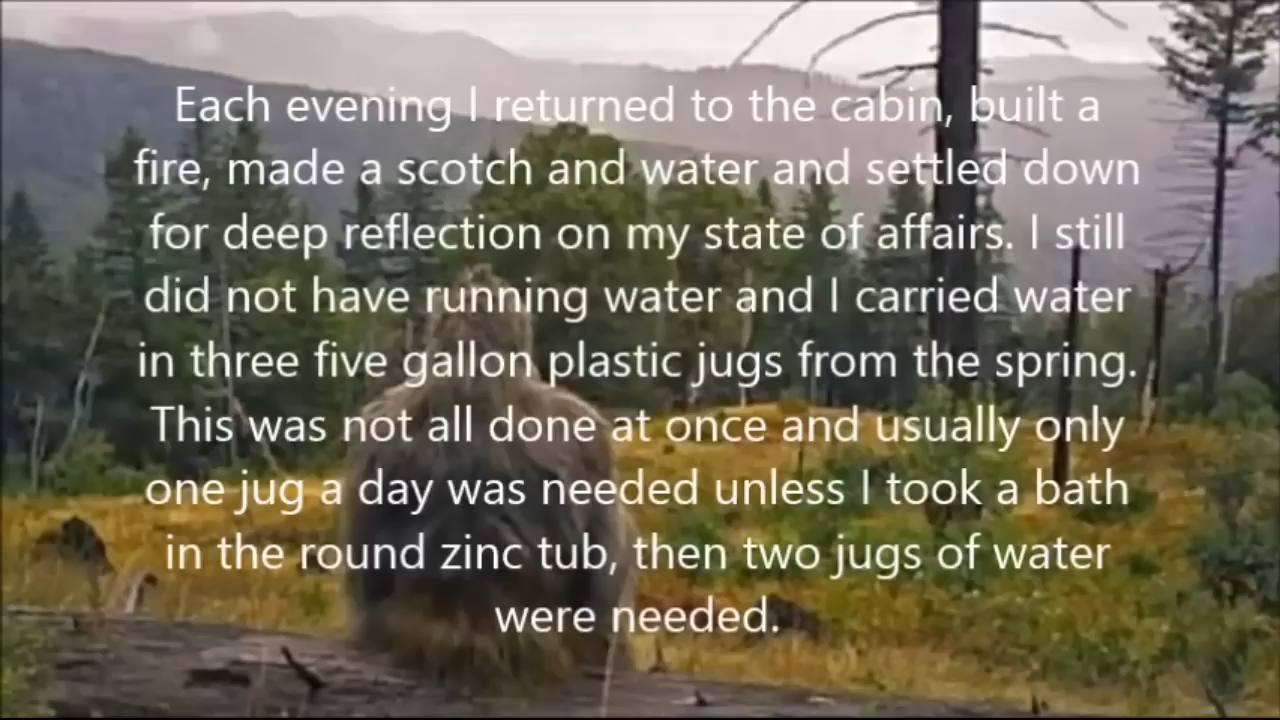 Each evening I returned to the cabin, built a
fire, made a scotch and water and settled down
for deep reflection on my state of affairs. I still
did not have running water and I carried water
in three five gallon plastic jugs from the spring.
This was not all done at once and usually only
one jug a day was needed unless I took a bath
in the round zinc tub, then two jugs of water
were needed.